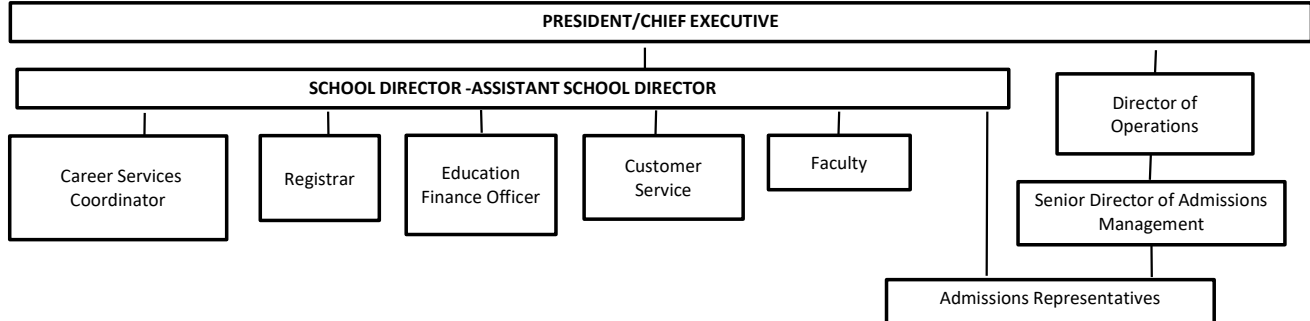 PRESIDENT/CHIEF EXECUTIVE
SCHOOL DIRECTOR -ASSISTANT SCHOOL DIRECTOR
Director of
Operations
Career Services
Coordinator
Registrar
Education
Finance Officer
Customer
Service
Faculty
Senior Director of Admissions
Management
Admissions Representatives